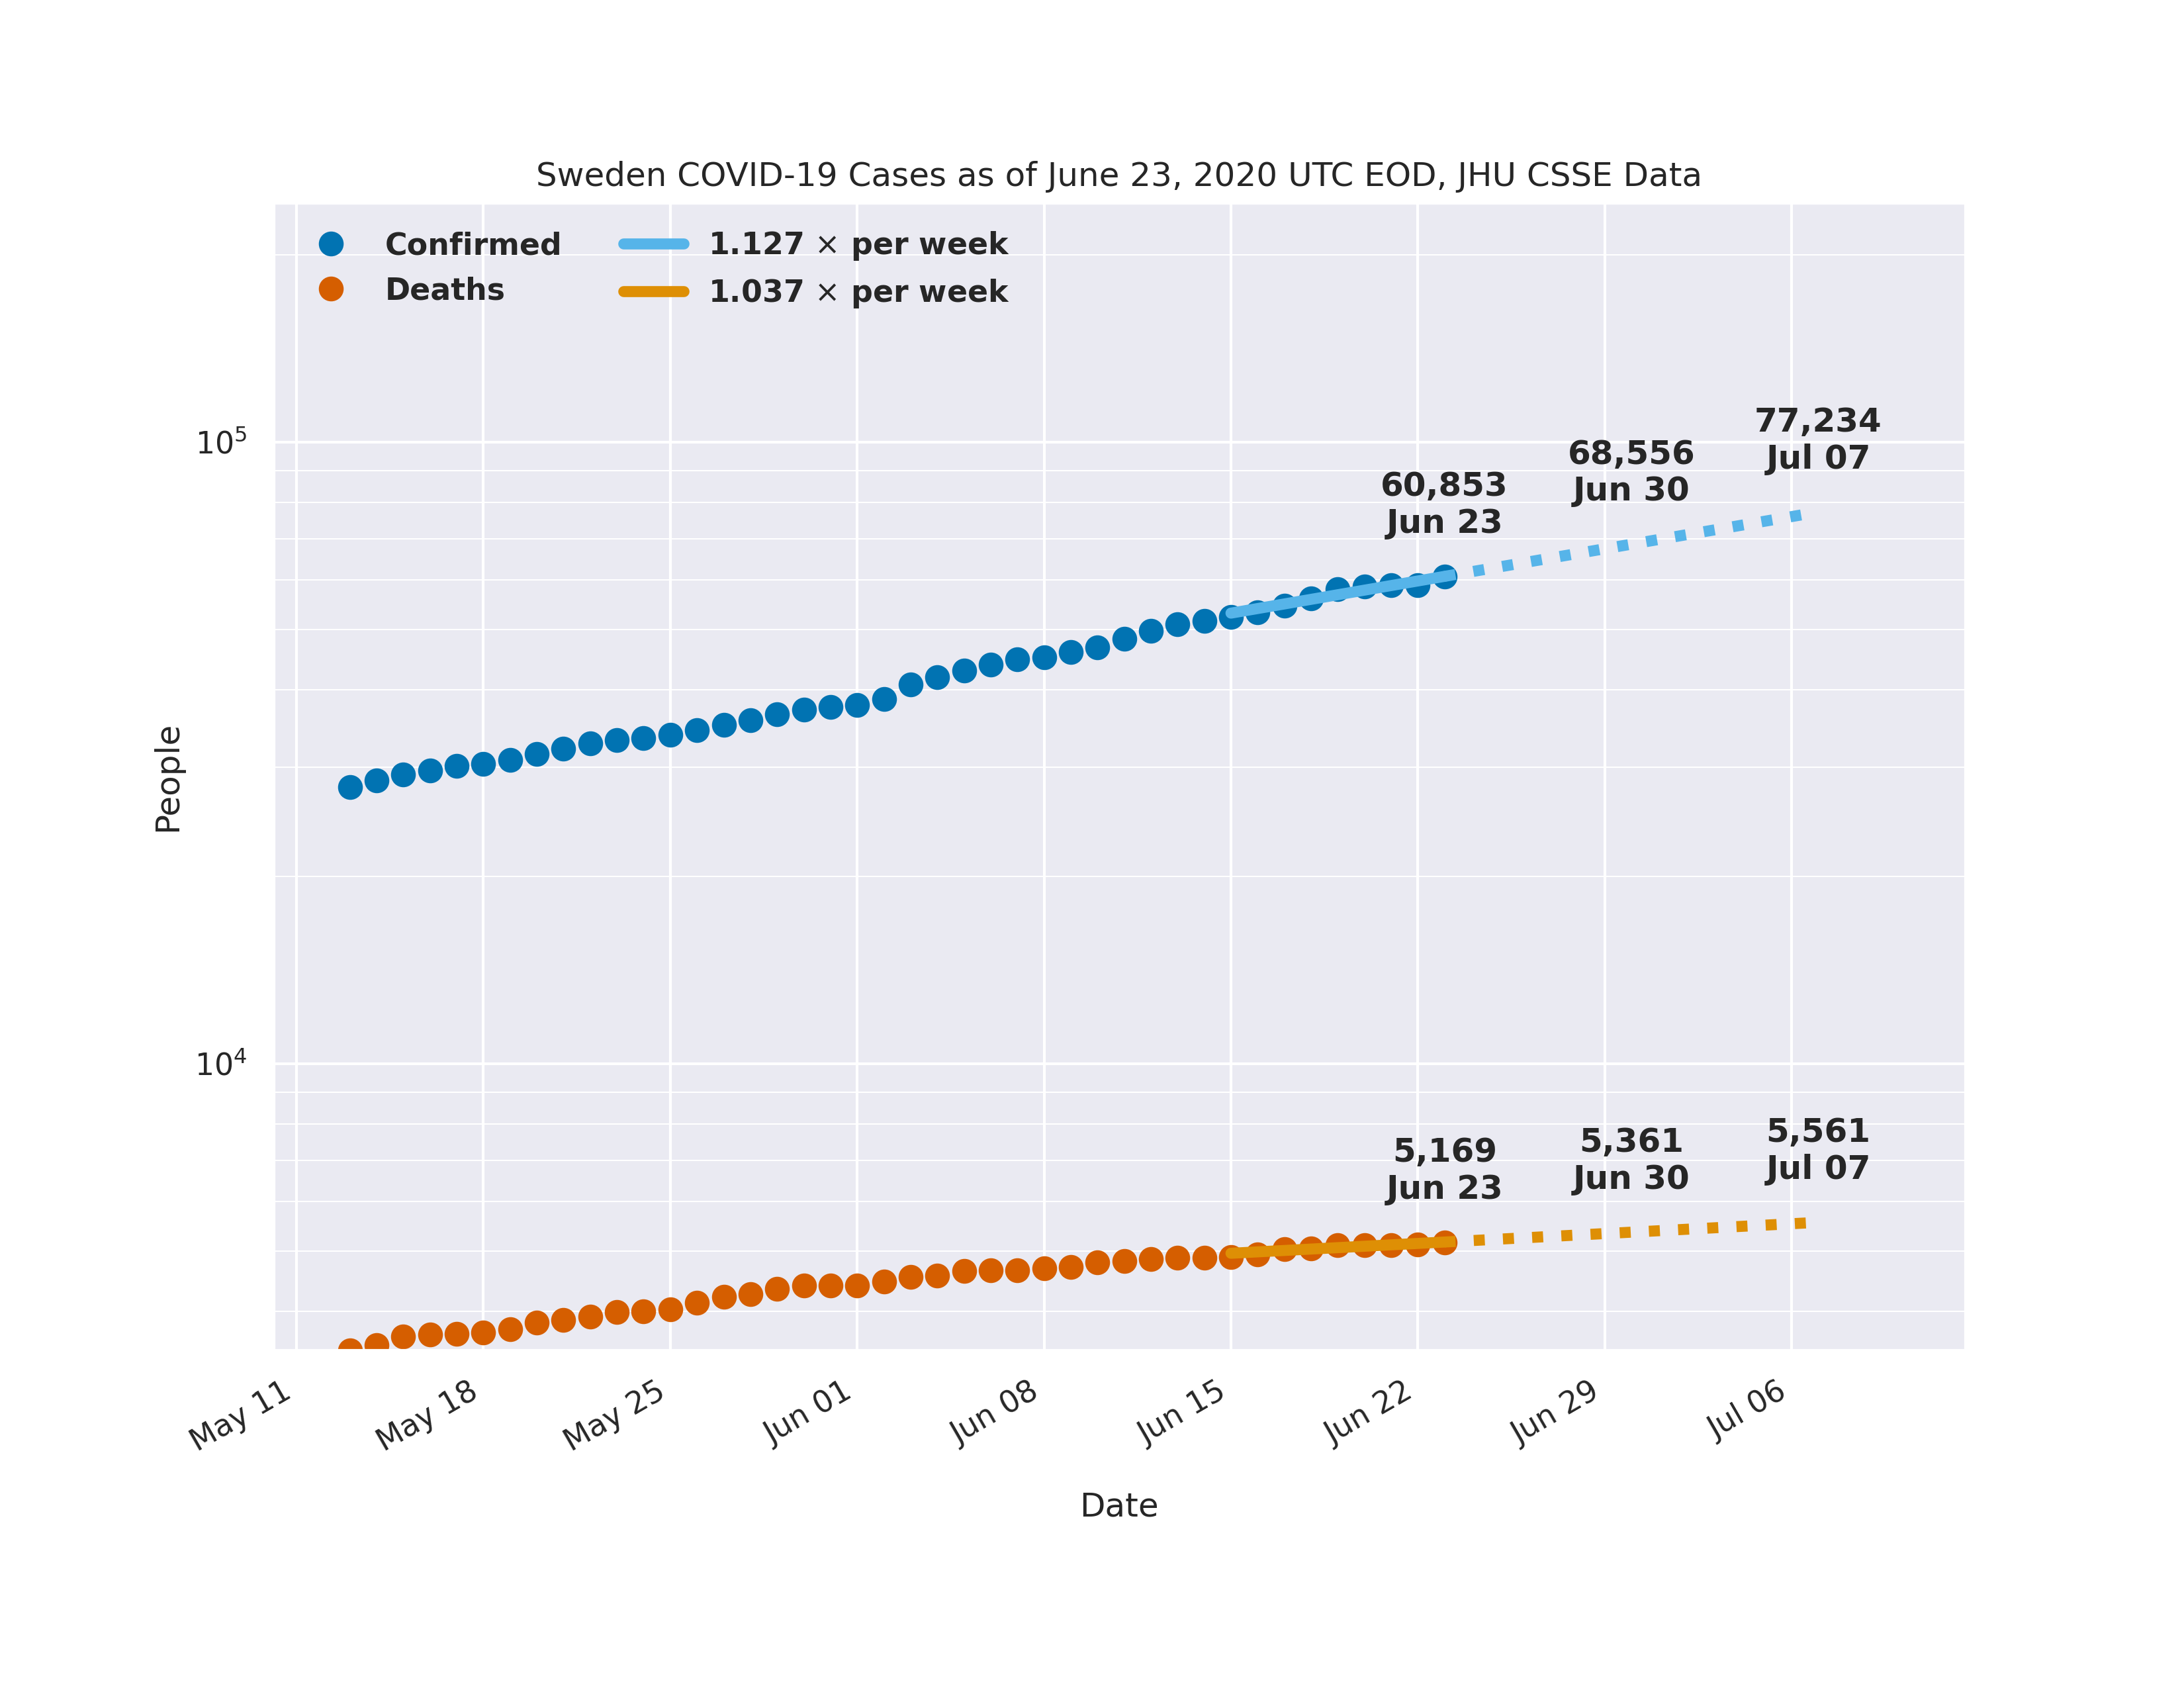 Sweden COVID-19 Cases as of June 23, 2020 UTC EOD, JHU CSSE Data
Confirmed
Deaths
1.127 × per week
1.037 × per week
77,234
Jul 07
68,556
Jun 30
60,853
Jun 23
10⁵
10⁴
People
5,169
Jun 23
5,361
Jun 30
5,561
Jul 07
May 11
May 18
May 25
Jun 01
Jun 08
Jun 15
Jun 22
Jun 29
Jul 06
Date